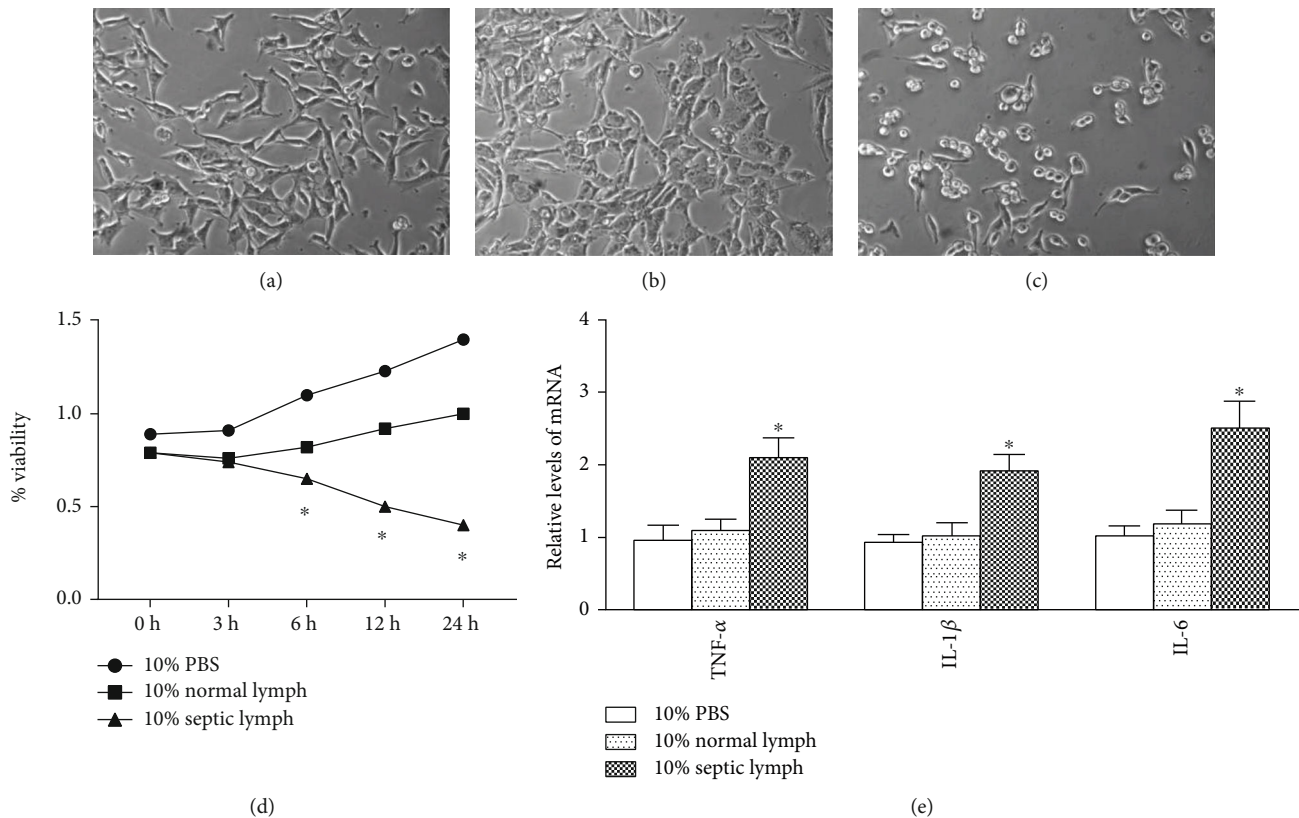 (a)
(b)
(c)
1.5
1.0
0.5
0.0
% viability
*
*
*
0 h 3 h 6 h 12 h 24 h
10% PBS
10% normal lymph
10% septic lymph
(d)
4
3
2
1
0
Relative levels of mRNA
*
*
*
TNF-α
IL-1β
IL-6
10% PBS
10% normal lymph
10% septic lymph
(e)